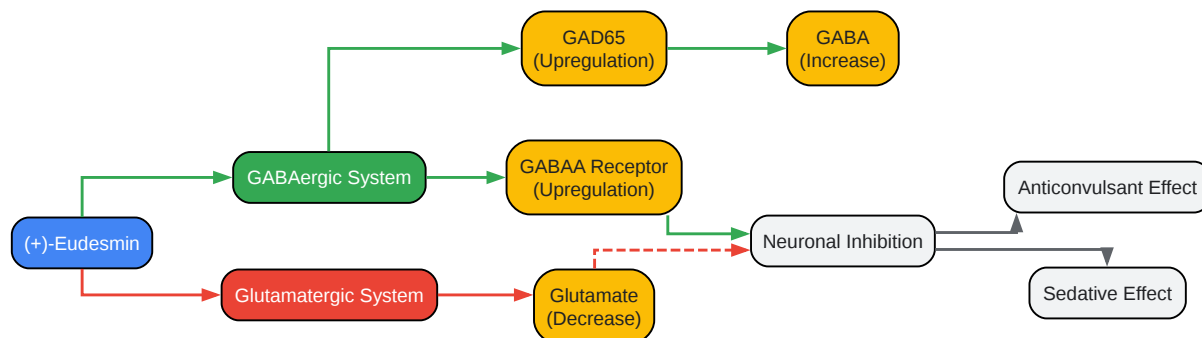 GAD65
(Upregulation)
GABA
(Increase)
GABAergic System
GABAA Receptor
(Upregulation)
Anticonvulsant Effect
(+)-Eudesmin
Neuronal Inhibition
Glutamatergic System
Glutamate
(Decrease)
Sedative Effect